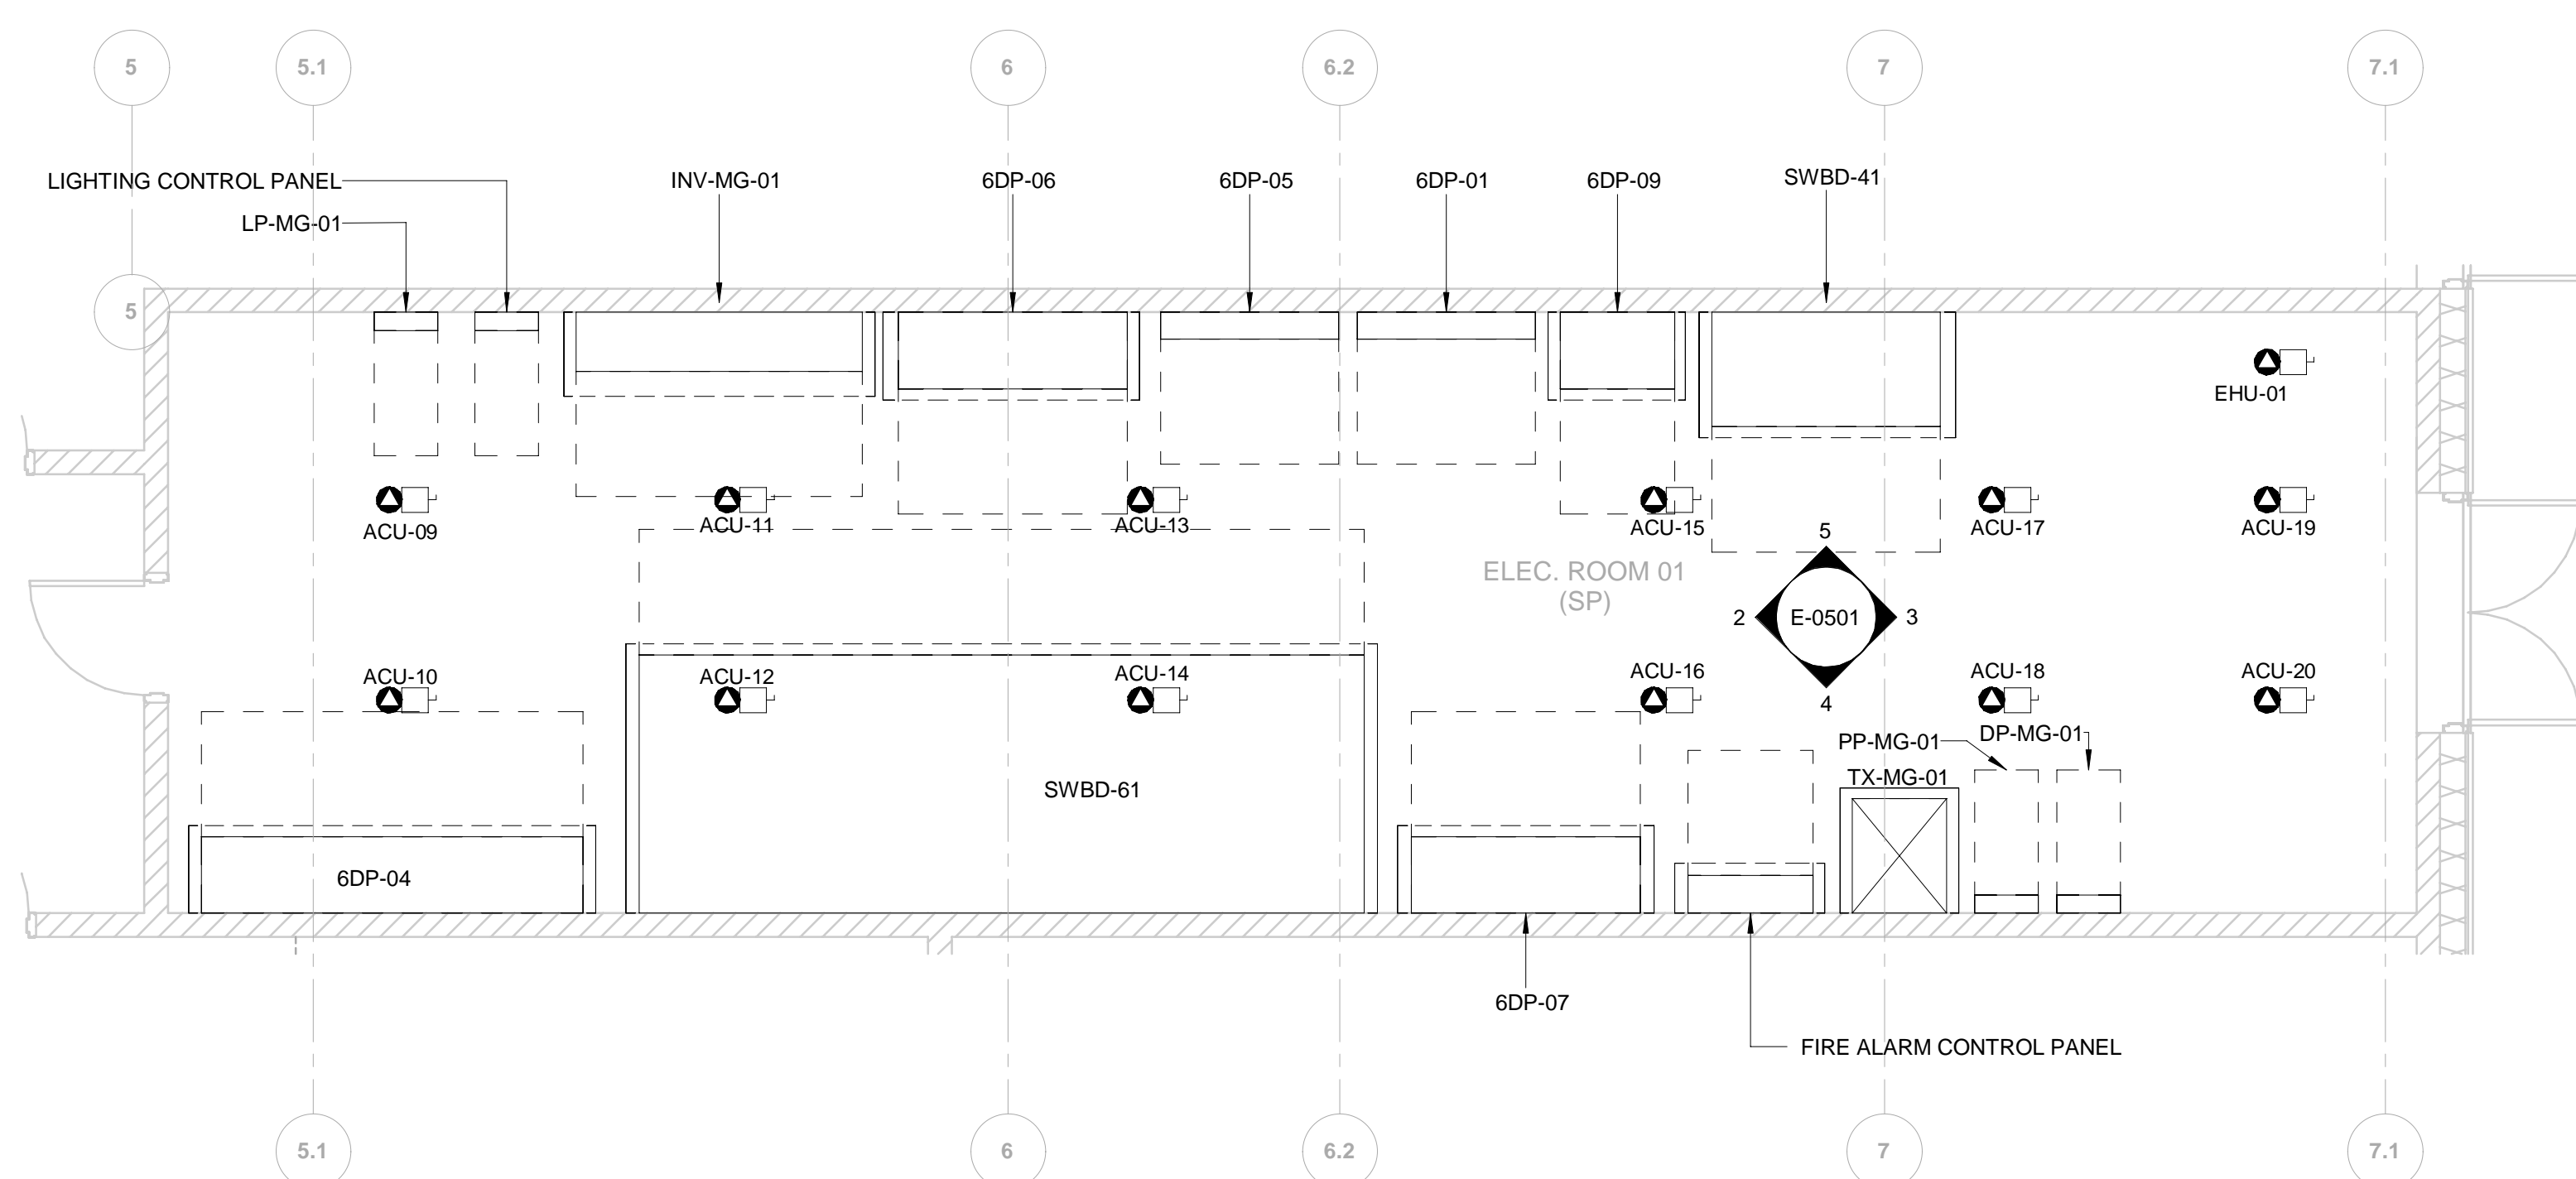 5
5.1
6
6.2
7
7.1
LIGHTING CONTROL PANEL
INV-MG-01
6DP-06
6DP-05
6DP-01
6DP-09
SWBD-41
LP-MG-01
5
EHU-01
ACU-09
ACU-11
ACU-13
ACU-15
ACU-17
ACU-19
ELEC. ROOM 01
(SP)
5
2
E-0501
3
4
ACU-10
ACU-12
ACU-14
ACU-16
ACU-18
ACU-20
PP-MG-01
DP-MG-01
TX-MG-01
SWBD-61
6DP-04
6DP-07
FIRE ALARM CONTROL PANEL
5.1
6
6.2
7
7.1